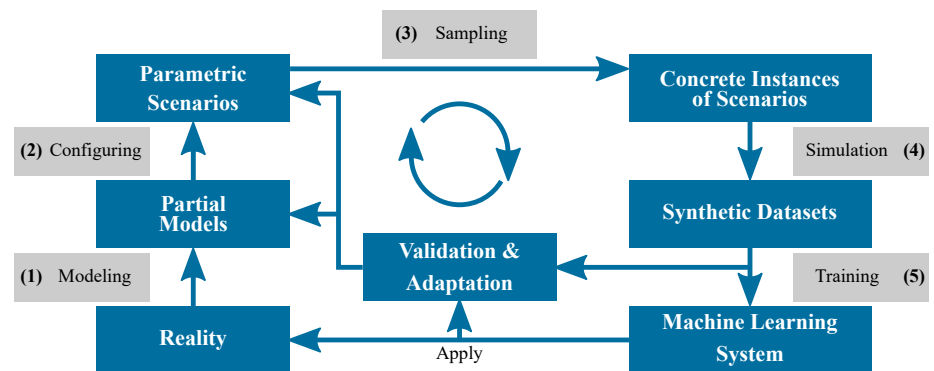 (3) Sampling
Parametric
Scenarios
Concrete Instances
of Scenarios
(2) Configuring
Simulation (4)
Partial
Models
Synthetic Datasets
Validation &
Adaptation
(1) Modeling
Training (5)
Reality
Apply
Machine Learning
System